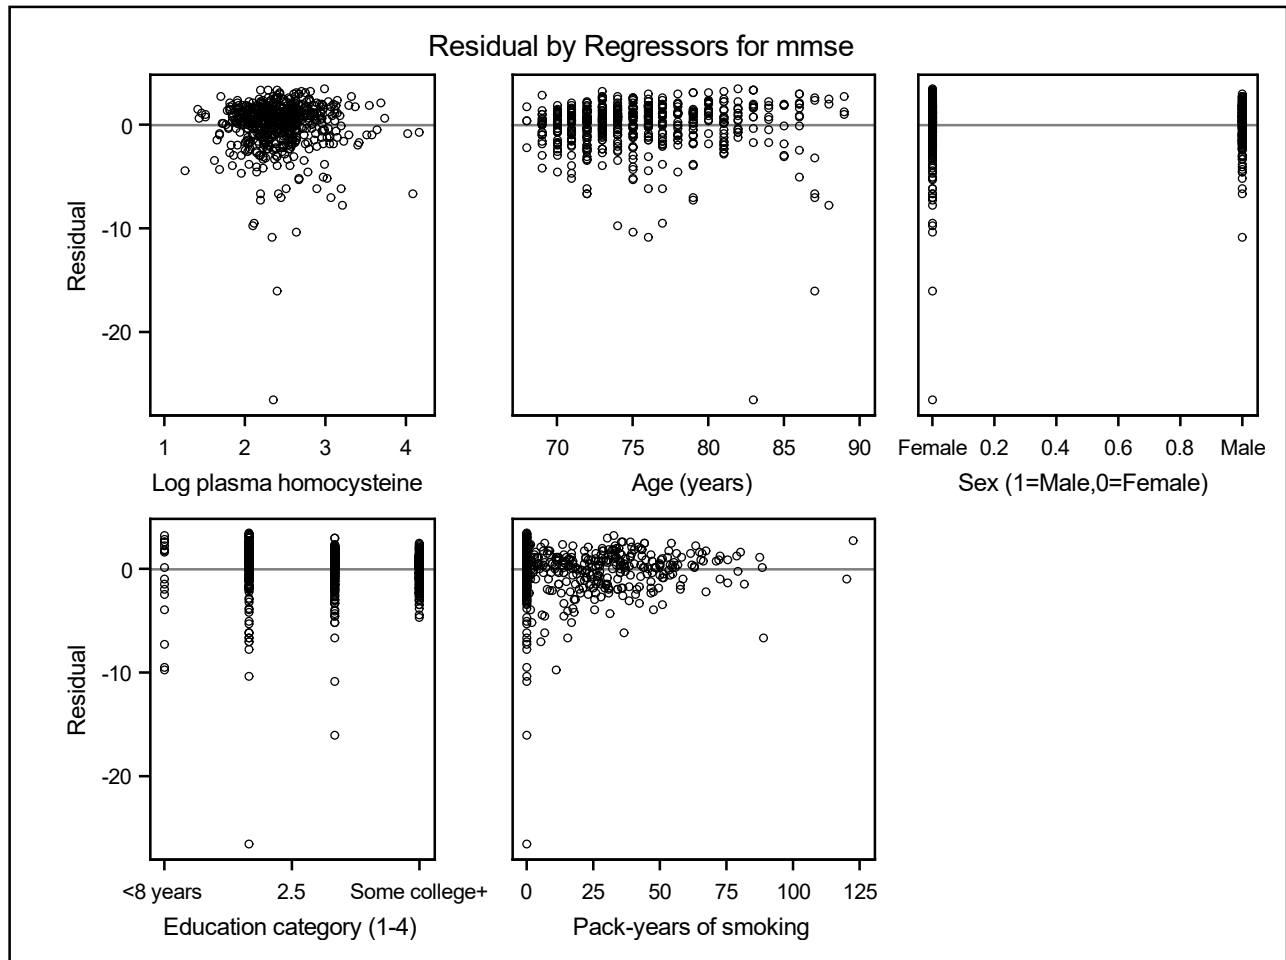 Residual by Regressors for mmse
Residual
0
-10
-20
1 2 3 4
Log plasma homocysteine
70 75 80 85 90
Age (years)
Female 0.2 0.4 0.6 0.8 Male
Sex (1=Male,0=Female)
Residual
0
-10
-20
<8 years 2.5 Some college+
Education category (1-4)
0 25 50 75 100 125
Pack-years of smoking